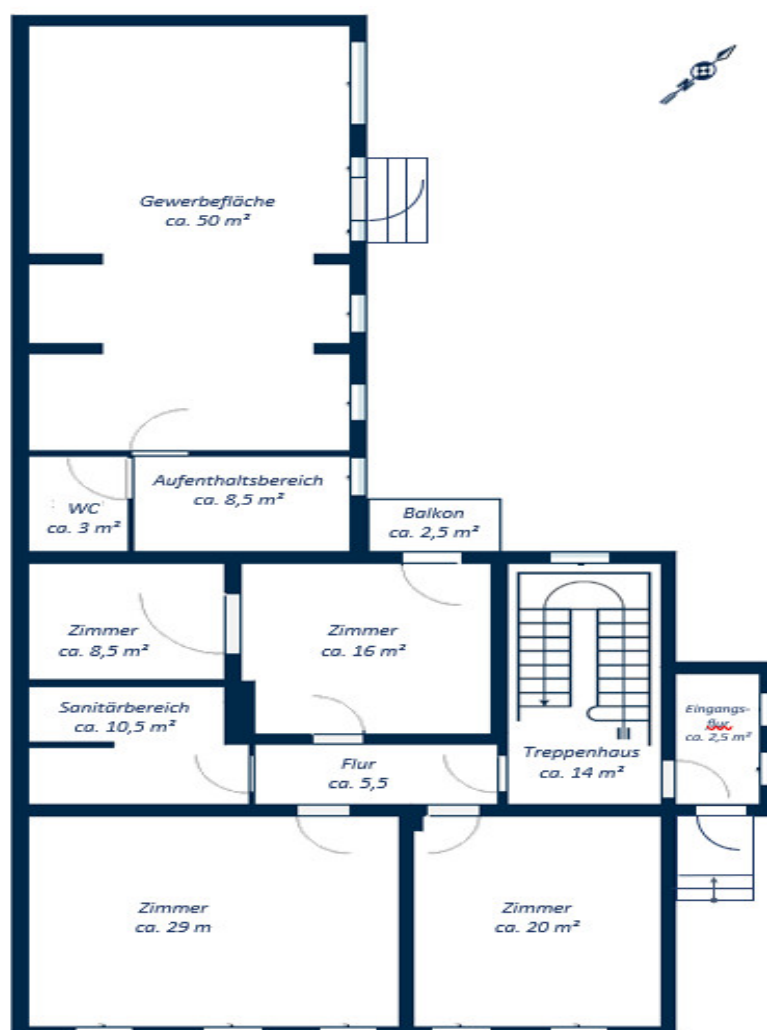 Gewerbefläche
ca. 50 m²
Aufenthaltsbereich
ca. 8,5 m²
WC
ca. 3 m²
Balkon
ca. 2,5 m²
Zimmer
ca. 8,5 m²
Zimmer
ca. 16 m²
Sanitärbereich
ca. 10,5 m²
Eingangs-
flur
ca. 2,5 m²
Flur
ca. 5,5
Treppenhaus
ca. 14 m²
Zimmer
ca. 29 m
Zimmer
ca. 20 m²